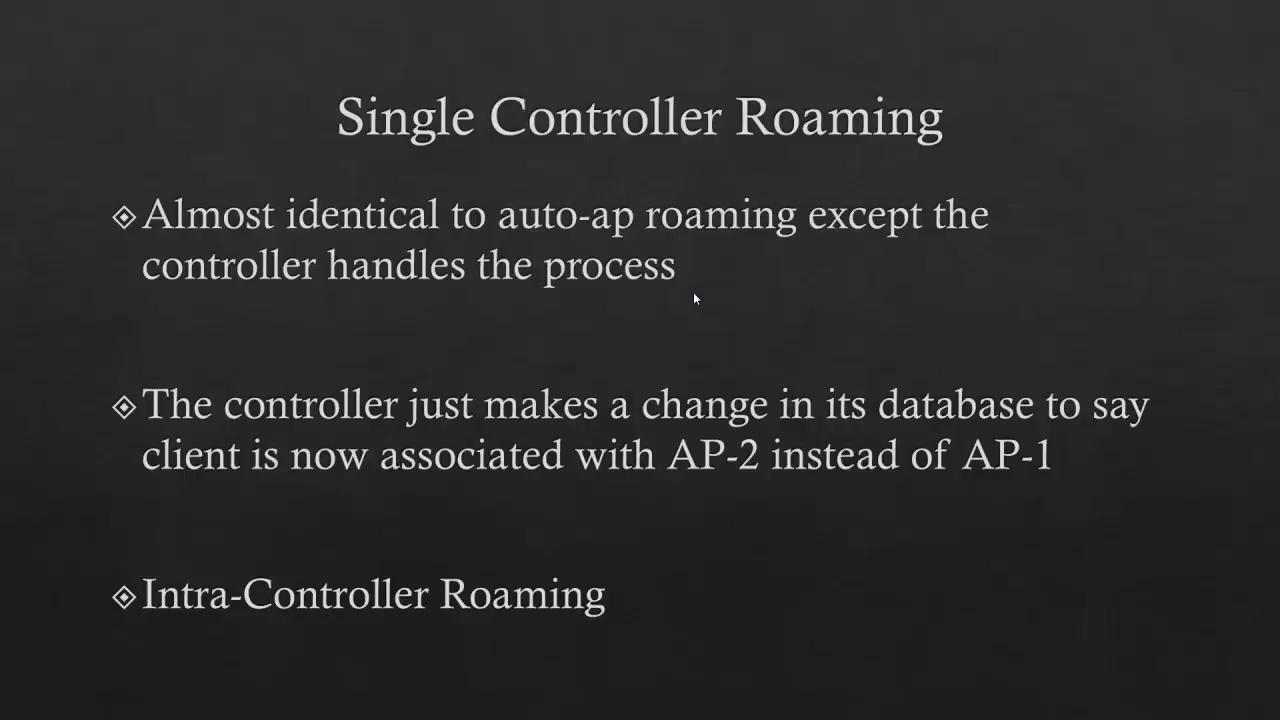 Single Controller Roaming
Almost identical to auto-ap roaming except the
controller handles the process
The controller just makes a change in its database to say
client is now associated with AP-2 instead of AP-1
Intra-Controller Roaming